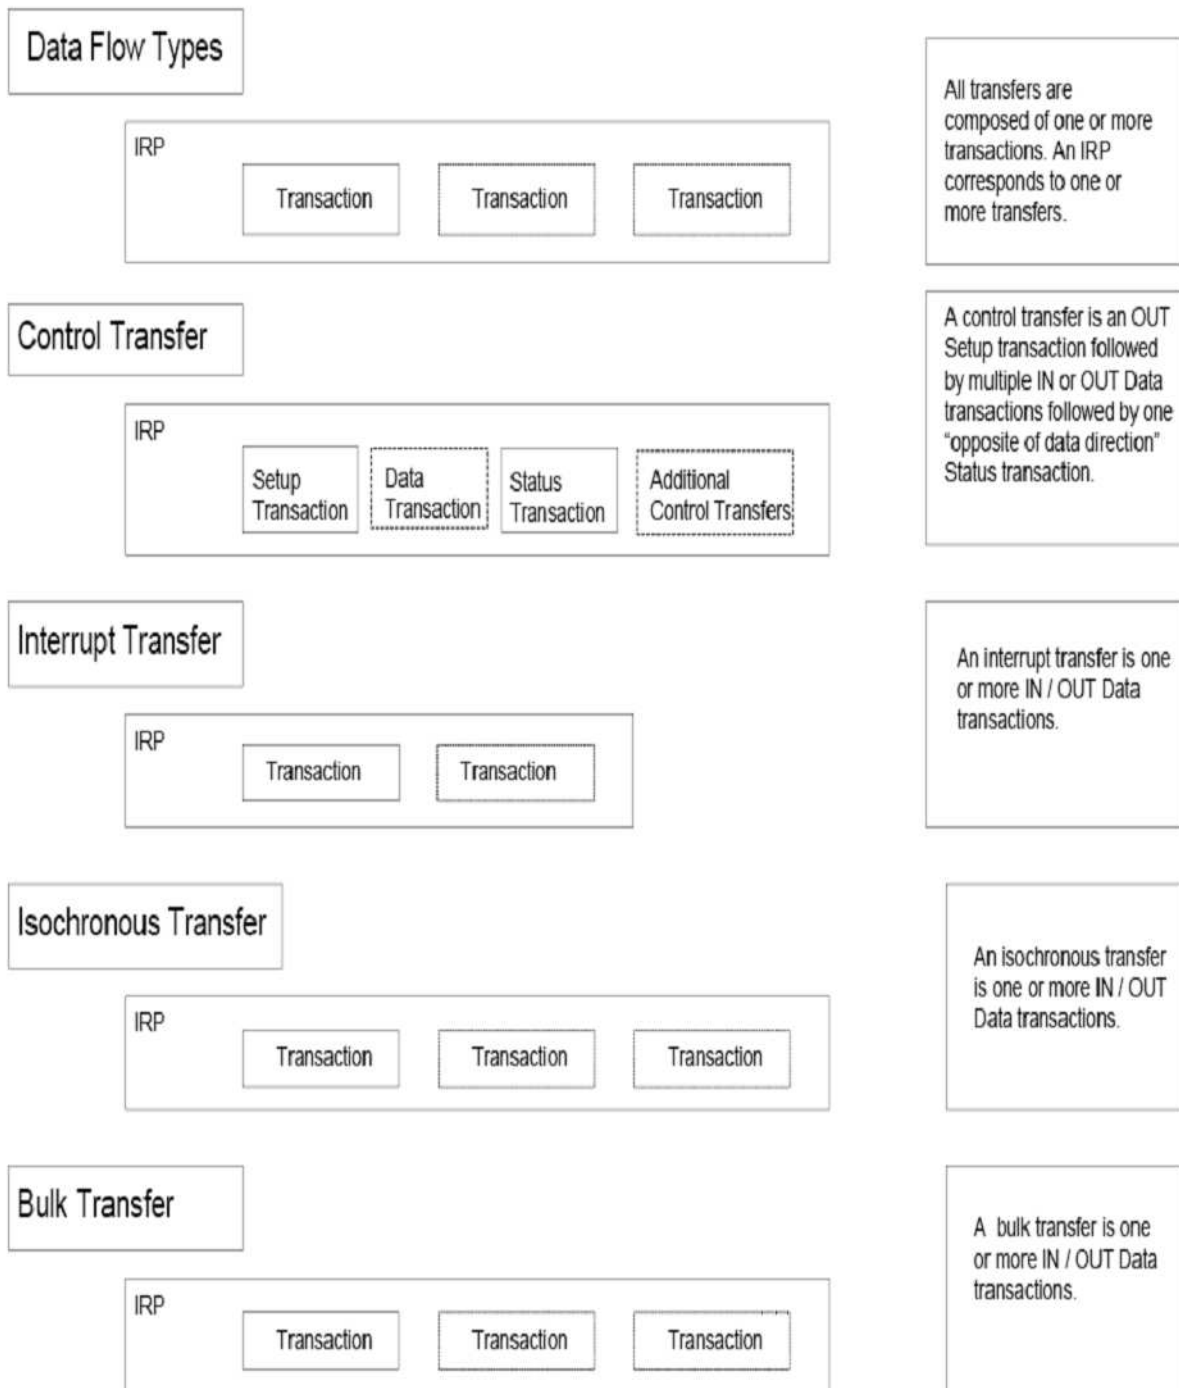 Data Flow Types
IRP
Transaction
Transaction
Transaction
All transfers are
composed of one or more
transactions. An IRP
corresponds to one or
more transfers.
Control Transfer
IRP
Setup
Transaction
Data
Transaction
Status
Transaction
Additional
Control Transfers
A control transfer is an OUT
Setup transaction followed
by multiple IN or OUT Data
transactions followed by one
“opposite of data direction”
Status transaction.
Interrupt Transfer
IRP
Transaction
Transaction
An interrupt transfer is one
or more IN / OUT Data
transactions.
Isochronous Transfer
IRP
Transaction
Transaction
Transaction
An isochronous transfer
is one or more IN / OUT
Data transactions.
Bulk Transfer
IRP
Transaction
Transaction
Transaction
A bulk transfer is one
or more IN / OUT Data
transactions.